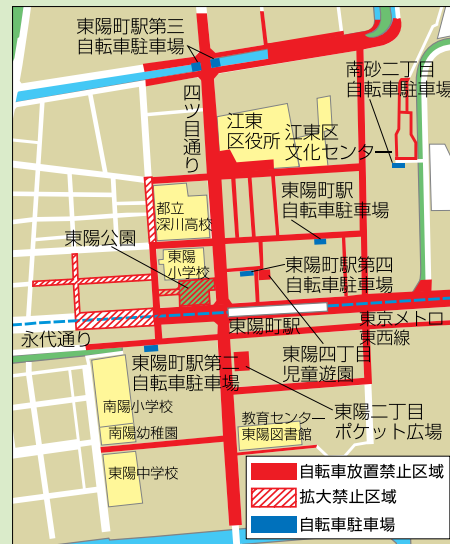 東陽町駅第三
自転車駐車場
南砂二丁目
自転車駐車場
四ツ目通り
江東
区役所
江東区
文化センター
都立
深川高校
東陽町駅
自転車駐車場
東陽公園
東陽
小学校
東陽町駅第四
自転車駐車場
永代通り
東陽町駅
東京メトロ
東西線
東陽町駅第二
自転車駐車場
東陽四丁目
児童遊園
南陽小学校
南陽幼稚園
東陽中学校
教育センター
東陽図書館
東陽二丁目
ポケット広場
自転車放置禁止区域
拡大禁止区域
自転車駐車場